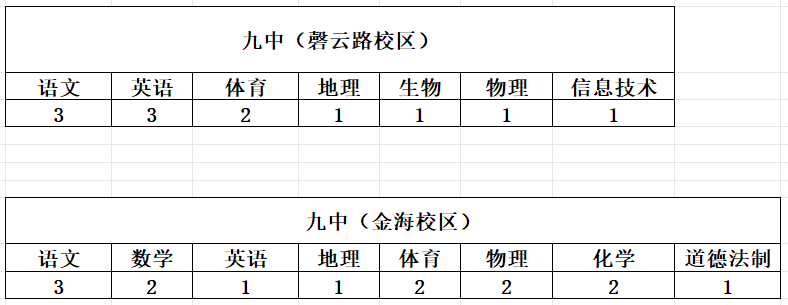 九中（磬云路校区）
语文 英语 体育 地理 生物 物理 信息技术
3 3 2 1 1 1 1
九中（金海校区）
语文 数学 英语 地理 体育 物理 化学 道德法制
3 2 1 1 2 2 2 1